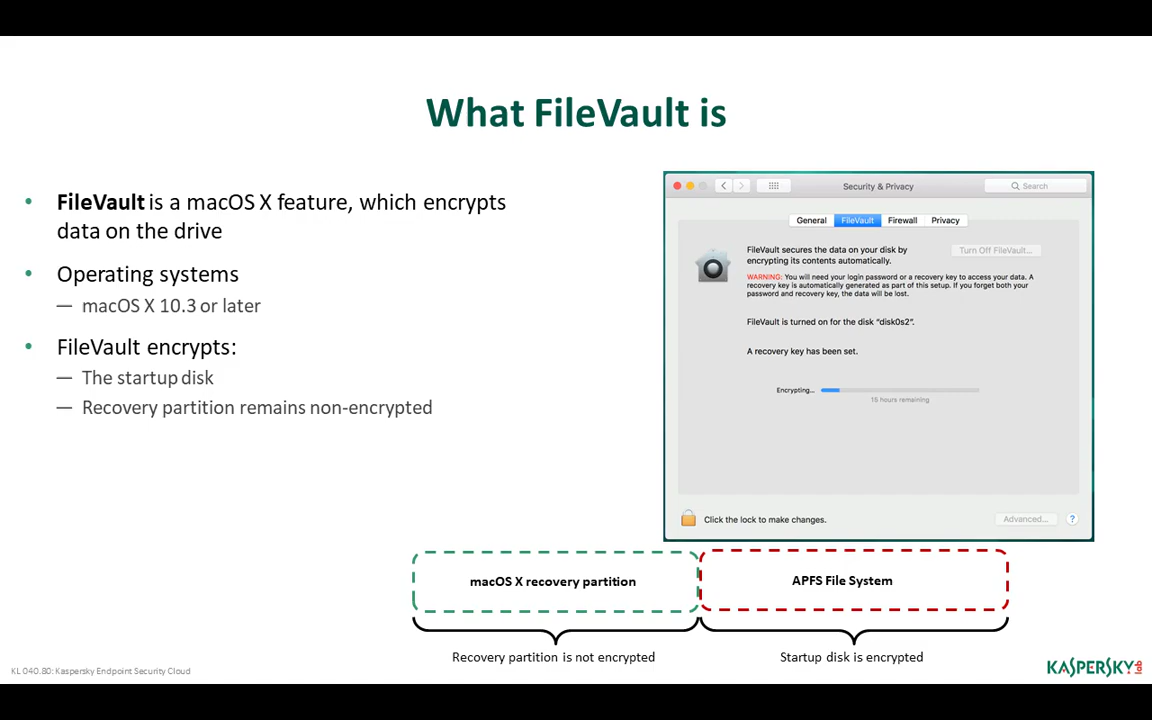 What FileVault is
• FileVault is a macOS X feature, which encrypts
data on the drive
• Operating systems
— macOS X 10.3 or later
• FileVault encrypts:
— The startup disk
— Recovery partition remains non-encrypted
Security & Privacy
Search
General FileVault Firewall Privacy
FileVault secures the data on your disk by
encrypting its contents automatically.
Turn Off FileVault...
WARNING: You will need your login password or a recovery key to access your data. A
recovery key is automatically generated as part of this setup. If you forget both your
password and recovery key, the data will be lost.
FileVault is turned on for the disk "disk0s2".
A recovery key has been set.
Encrypting...
15 hours remaining
Click the lock to make changes.
Advanced...
?
macOS X recovery partition
APFS File System
Recovery partition is not encrypted
Startup disk is encrypted
KL 040.80: Kaspersky Endpoint Security Cloud
KASPERSKY lab